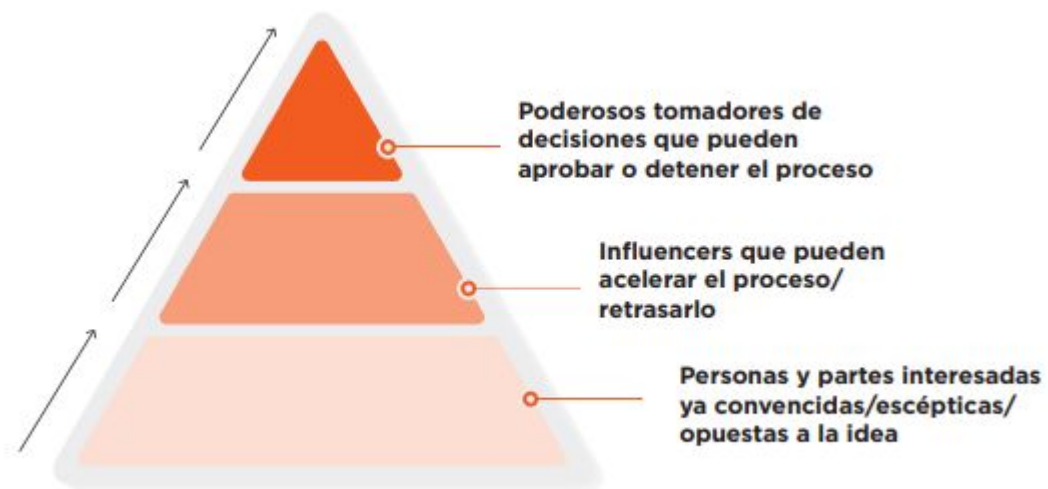 Poderosos tomadores de
decisiones que pueden
aprobar o detener el proceso
Influencers que pueden
acelerar el proceso/
retrasarlo
Personas y partes interesadas
ya convencidas/escépticas/
opuestas a la idea